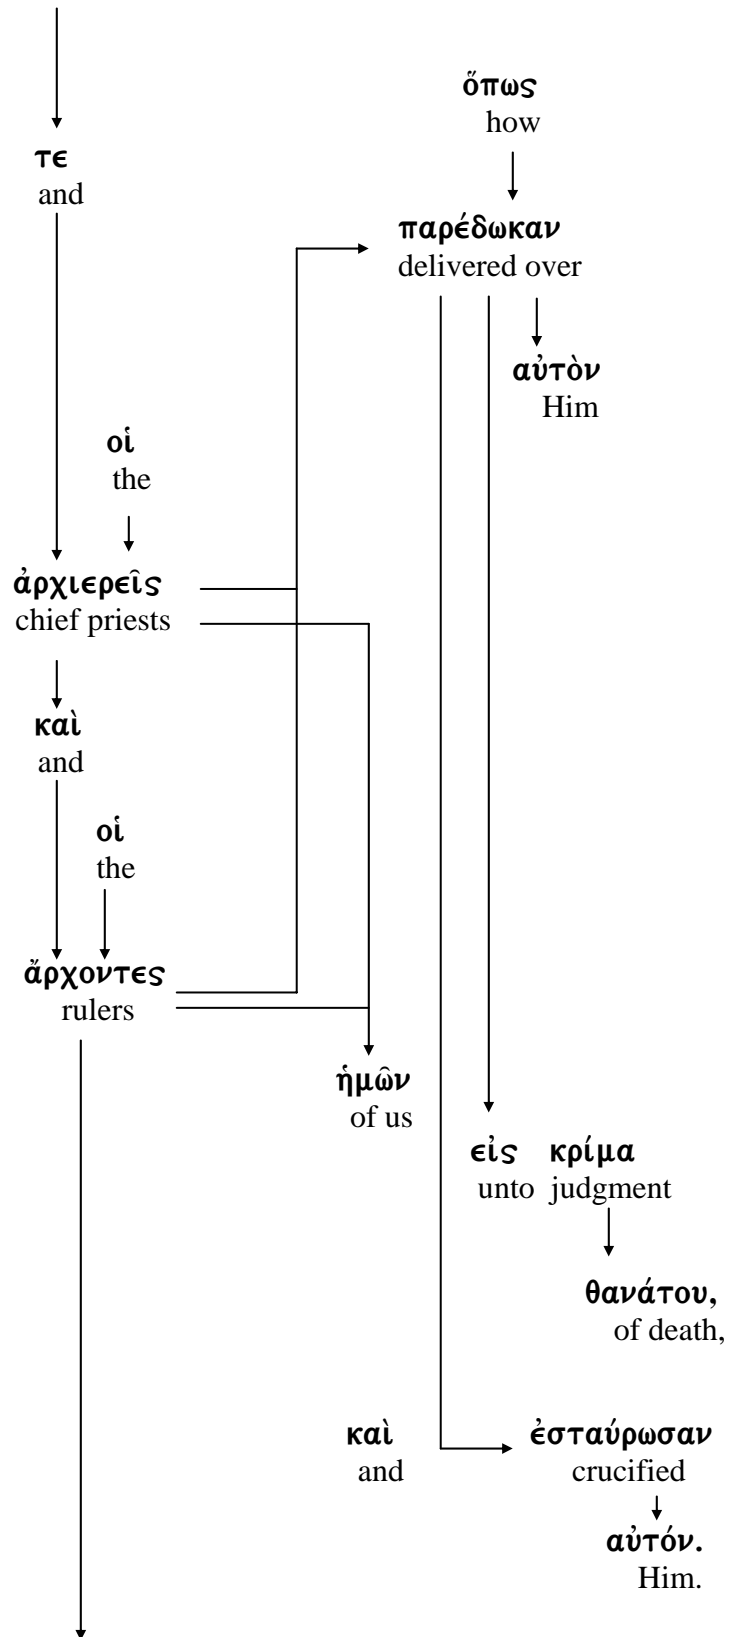 ὅπως
how
τε
and
παρέδωκαν
delivered over
αὐτὸν
Him
οἱ
the
ἀρχιερεῖς
chief priests
καὶ
and
οἱ
the
ἄρχοντες
rulers
ἡμῶν
of us
εἰς κρίμα
unto judgment
θανάτου,
of death,
καὶ ἐσταύρωσαν
and crucified
αὐτόν.
Him.